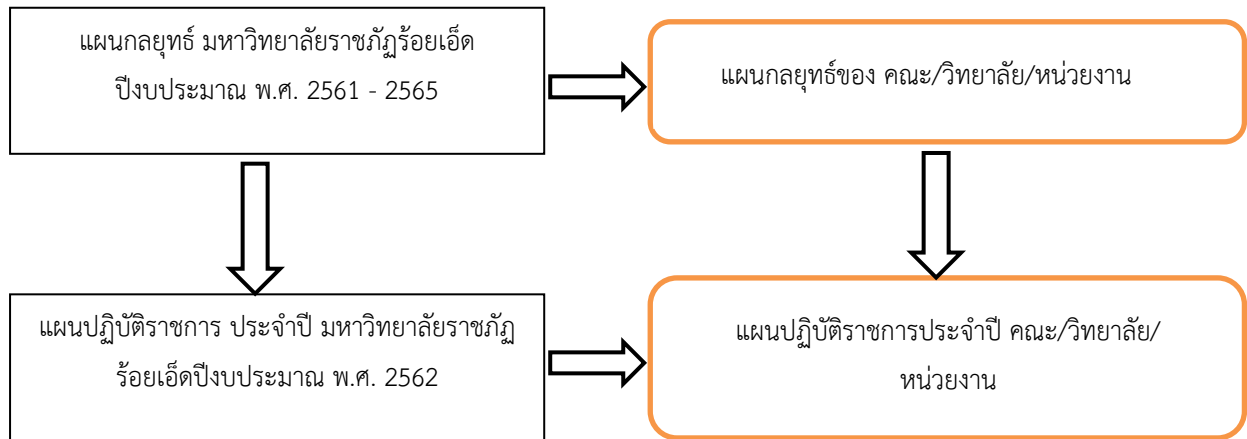 แผนกลยุทธ์ มหาวิทยาลัยราชภัฏร้อยเอ็ด
ปีงบประมาณ พ.ศ. 2561 - 2565
แผนกลยุทธ์ของ คณะ/วิทยาลัย/หน่วยงาน
แผนปฏิบัติราชการ ประจำปี มหาวิทยาลัยราชภัฏ
ร้อยเอ็ดปีงบประมาณ พ.ศ. 2562
แผนปฏิบัติราชการประจำปี คณะ/วิทยาลัย/
หน่วยงาน